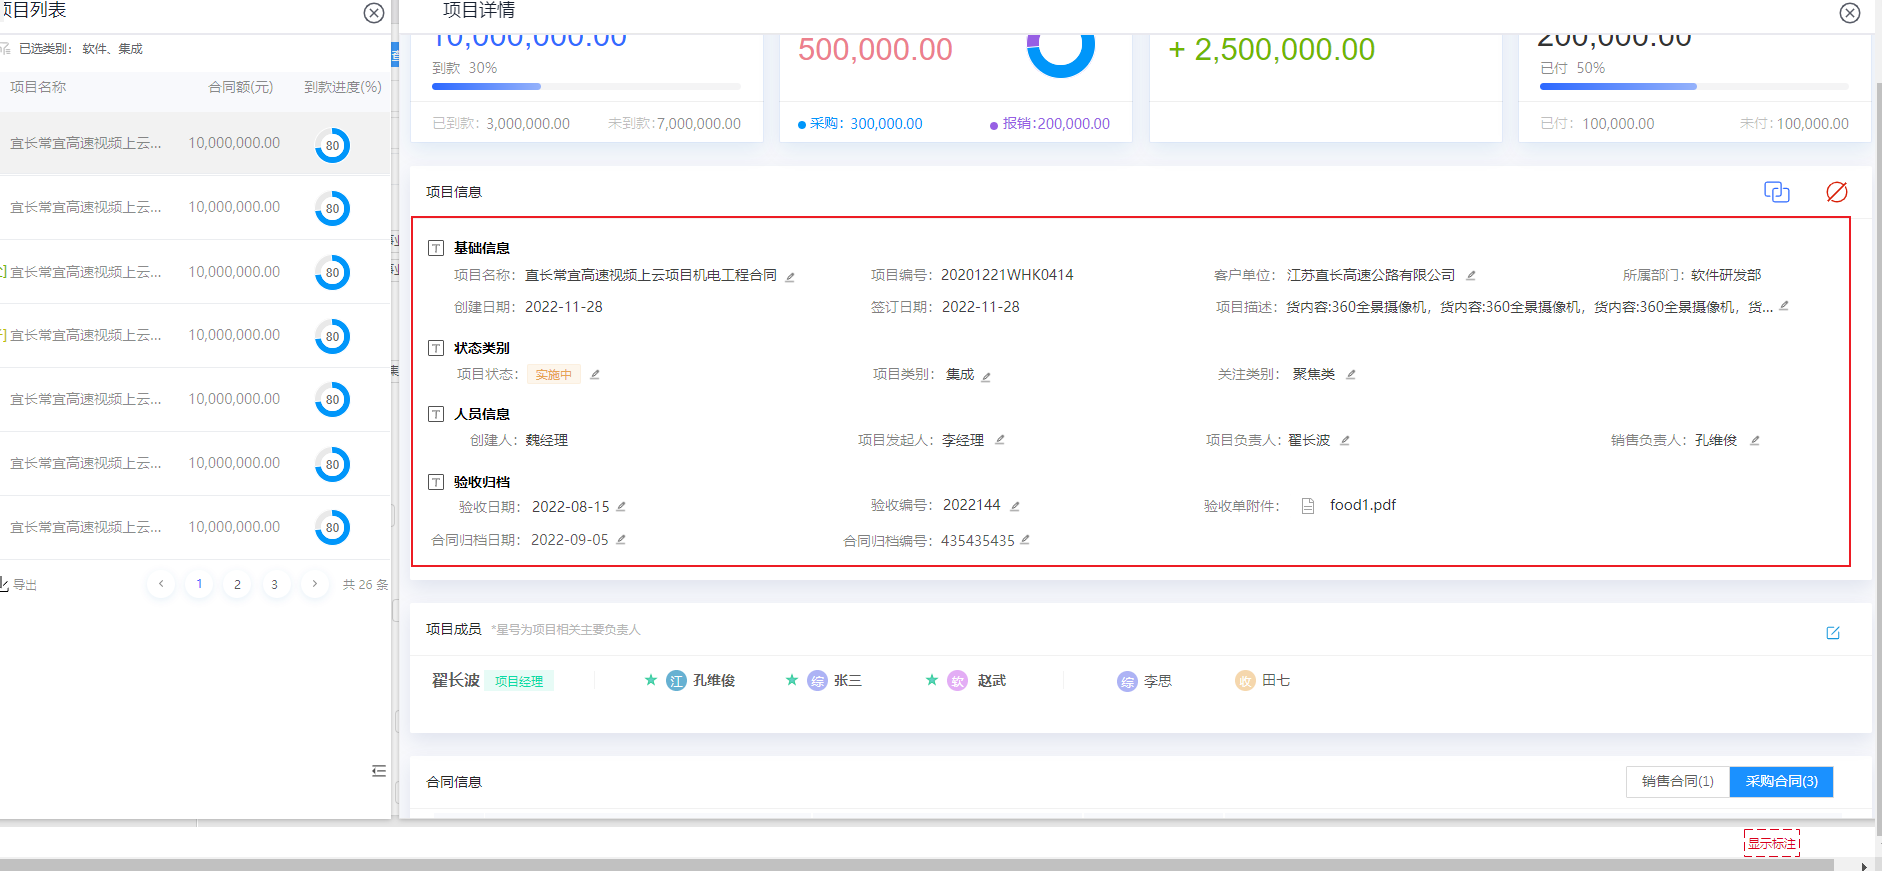 项目列表
已选类别： 软件、集成
项目名称 合同额(元) 到款进度(%)
宜长常宜高速视频上云... 10,000,000.00 80
宜长常宜高速视频上云... 10,000,000.00 80
宜长常宜高速视频上云... 10,000,000.00 80
宜长常宜高速视频上云... 10,000,000.00 80
宜长常宜高速视频上云... 10,000,000.00 80
宜长常宜高速视频上云... 10,000,000.00 80
宜长常宜高速视频上云... 10,000,000.00 80
导出 1 2 3 共 26 条
项目详情
10,000,000.00
到款 30%
已到款： 3,000,000.00 未到款：7,000,000.00
500,000.00
采购： 300,000.00 报销：200,000.00
+ 2,500,000.00
200,000.00
已付 50%
已付： 100,000.00 未付：100,000.00
项目信息
基础信息
项目名称： 直长常宜高速视频上云项目机电工程合同 项目编号： 20201221WHK0414 客户单位： 江苏直长高速公路有限公司 所属部门： 软件研发部
创建日期： 2022-11-28 签订日期： 2022-11-28 项目描述： 货内容:360全景摄像机，货内容:360全景摄像机，货内容:360全景摄像机，货...
状态类别
项目状态： 实施中 项目类别： 集成 关注类别： 聚焦类
人员信息
创建人： 魏经理 项目发起人： 李经理 项目负责人： 翟长波 销售负责人： 孔维俊
验收归档
验收日期： 2022-08-15 验收编号： 2022144 验收单附件： food1.pdf
合同归档日期： 2022-09-05 合同归档编号： 435435435
项目成员 *星号为项目相关主要负责人
翟长波 项目经理 江 孔维俊 综 张三 软 赵武 综 李思 收 田七
合同信息 销售合同(1) 采购合同(3)
显示标注